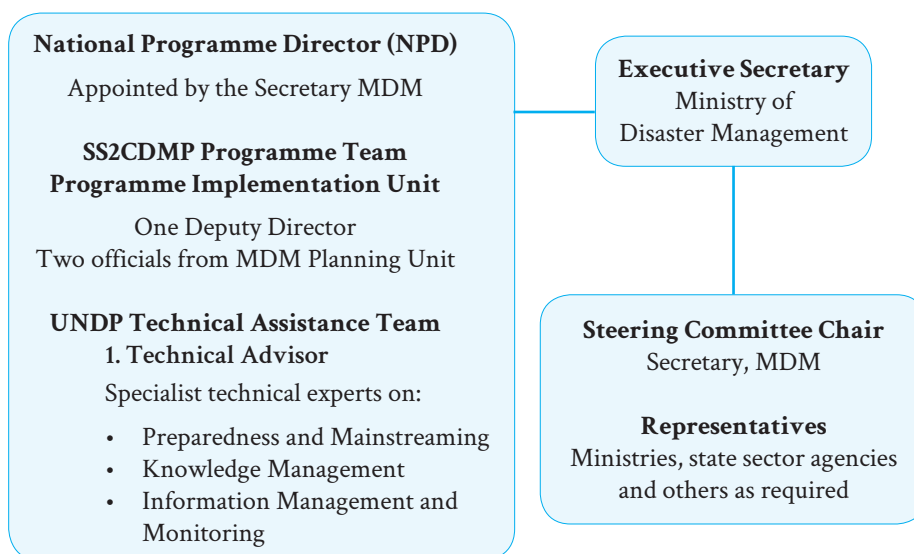 National Programme Director (NPD)
Appointed by the Secretary MDM
SS2CDMP Programme Team
Programme Implementation Unit
One Deputy Director
Two officials from MDM Planning Unit
UNDP Technical Assistance Team
1. Technical Advisor
Specialist technical experts on:
• Preparedness and Mainstreaming
• Knowledge Management
• Information Management and
Monitoring
Executive Secretary
Ministry of
Disaster Management
Steering Committee Chair
Secretary, MDM
Representatives
Ministries, state sector agencies
and others as required